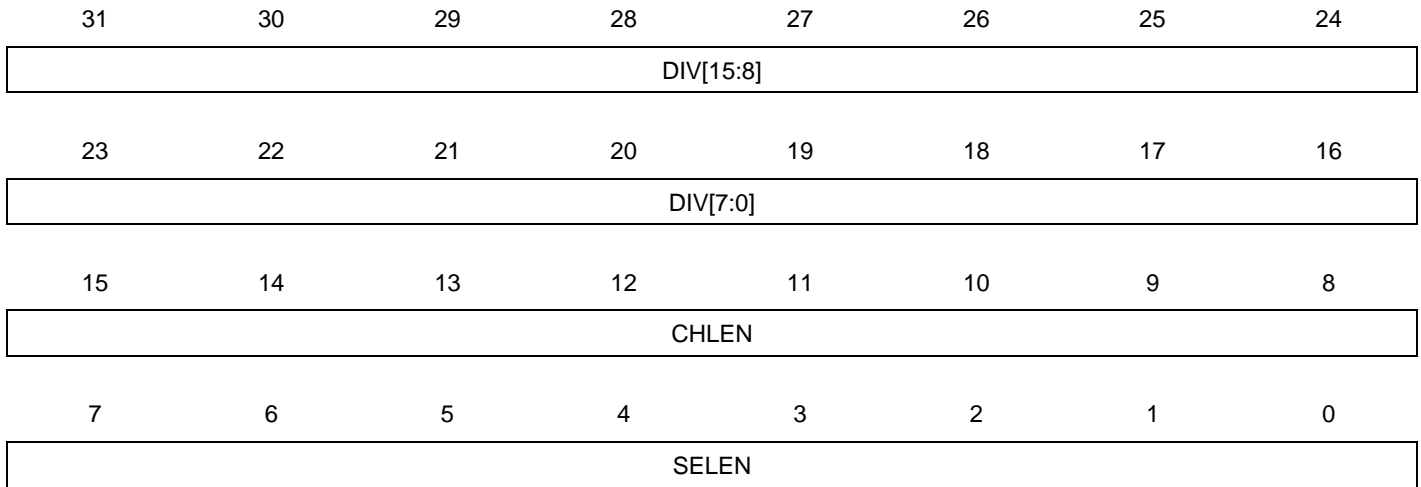 31 30 29 28 27 26 25 24
DIV[15:8]
23 22 21 20 19 18 17 16
DIV[7:0]
15 14 13 12 11 10 9 8
CHLEN
7 6 5 4 3 2 1 0
SELEN